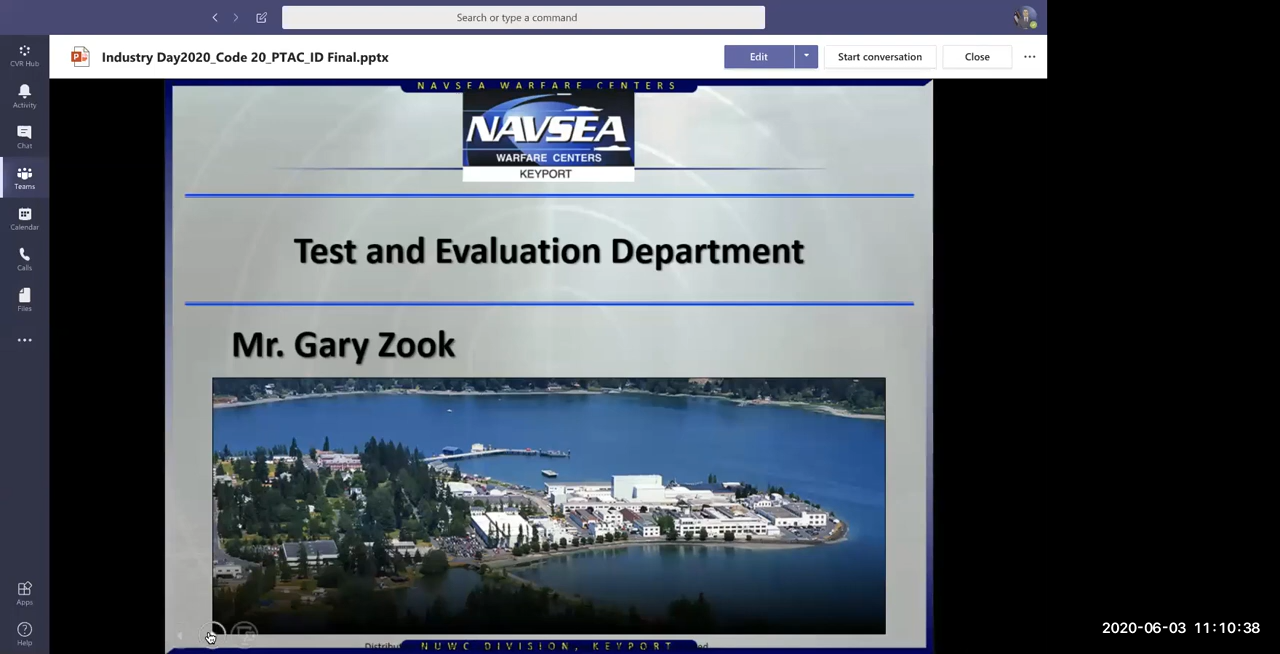 Search or type a command
CVR Hub
Activity
Chat
Teams
Calendar
Calls
Files
Apps
Help
Industry Day2020_Code 20_PTAC_ID Final.pptx
Edit
Start conversation
Close
NAVSEA WARFARE CENTERS
NAVSEA
WARFARE CENTERS
KEYPORT
Test and Evaluation Department
Mr. Gary Zook
NUWC DIVISION, KEYPORT
2020-06-03 11:10:38